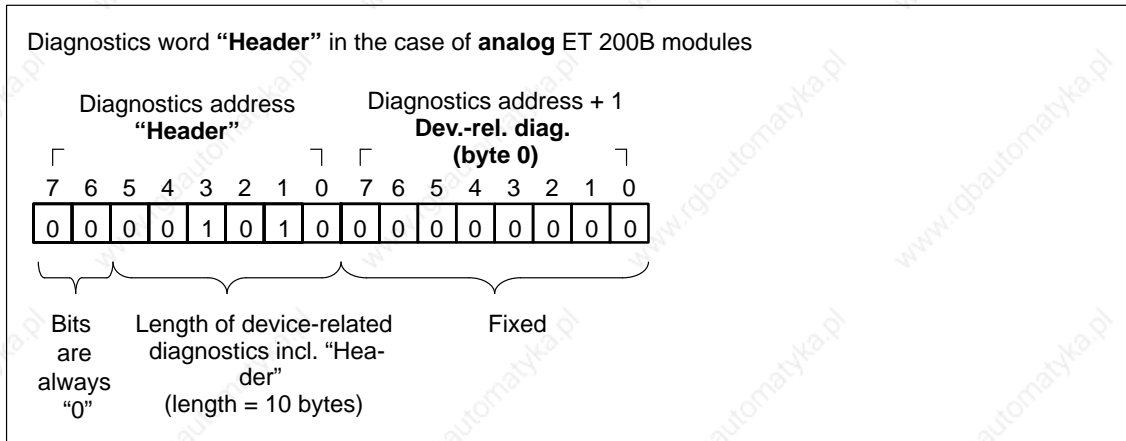 Diagnostics word “Header” in the case of analog ET 200B modules
Diagnostics address
“Header”
Diagnostics address + 1
Dev.-rel. diag.
(byte 0)
7 6 5 4 3 2 1 0 7 6 5 4 3 2 1 0
0 0 0 0 1 0 1 0 0 0 0 0 0 0 0 0
Bits
are
always
“0”
Length of device-related
diagnostics incl. “Hea-
der”
(length = 10 bytes)
Fixed
www.rgbautomatyka.pl